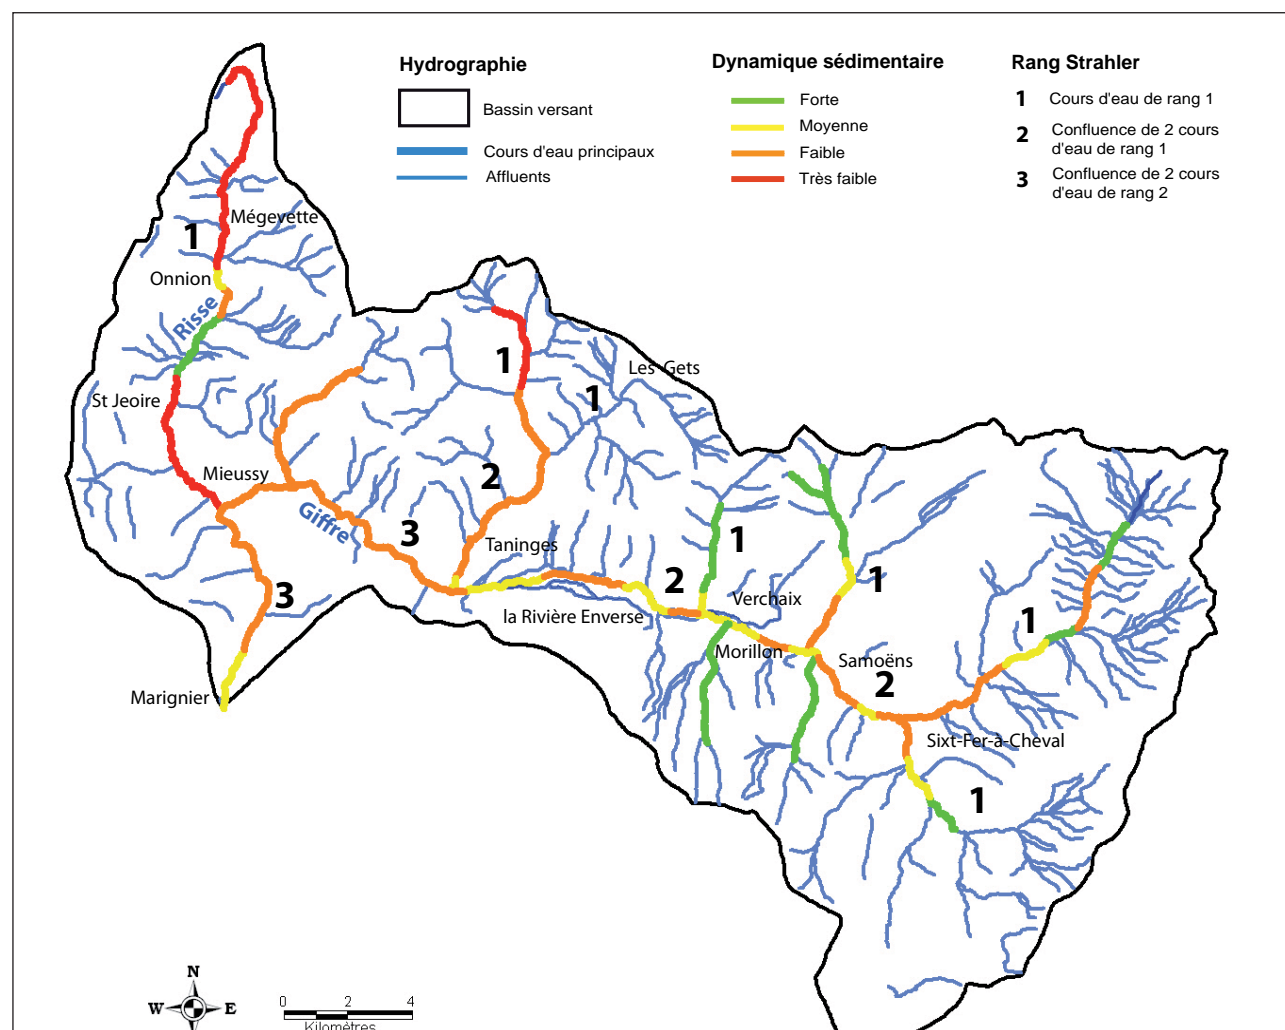 Hydrographie
Bassin versant
Cours d'eau principaux
Affluents
Dynamique sédimentaire
Forte
Moyenne
Faible
Très faible
Rang Strahler
1 Cours d'eau de rang 1
2 Confluence de 2 cours
d'eau de rang 1
3 Confluence de 2 cours
d'eau de rang 2
Mégevette
1
Onnion
Risse
St Jeoire
1
Les Gets
1
Mieussy
2
Giffre
3
Taninges
1
3
la Rivière Enverse
2
Verchaix
1
1
Morillon
Samoëns
2
Marignier
Sixt-Fer-à-Cheval
1
N
W E
0 2 4
Kilomètres